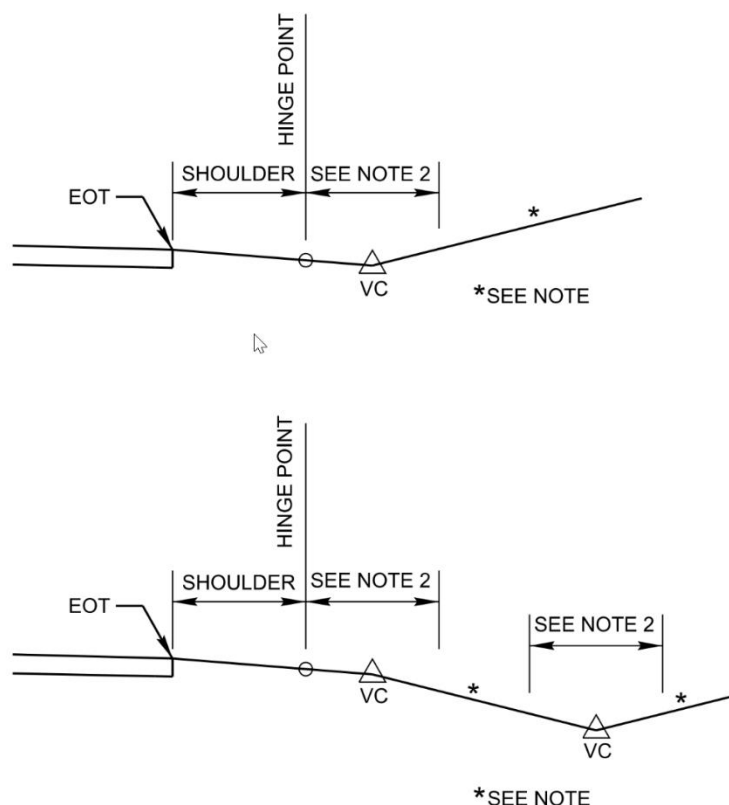 HINGE POINT
SHOULDER
SEE NOTE 2
EOT
*
VC
*SEE NOTE
HINGE POINT
SHOULDER
SEE NOTE 2
EOT
SEE NOTE 2
*
*
VC
VC
*SEE NOTE